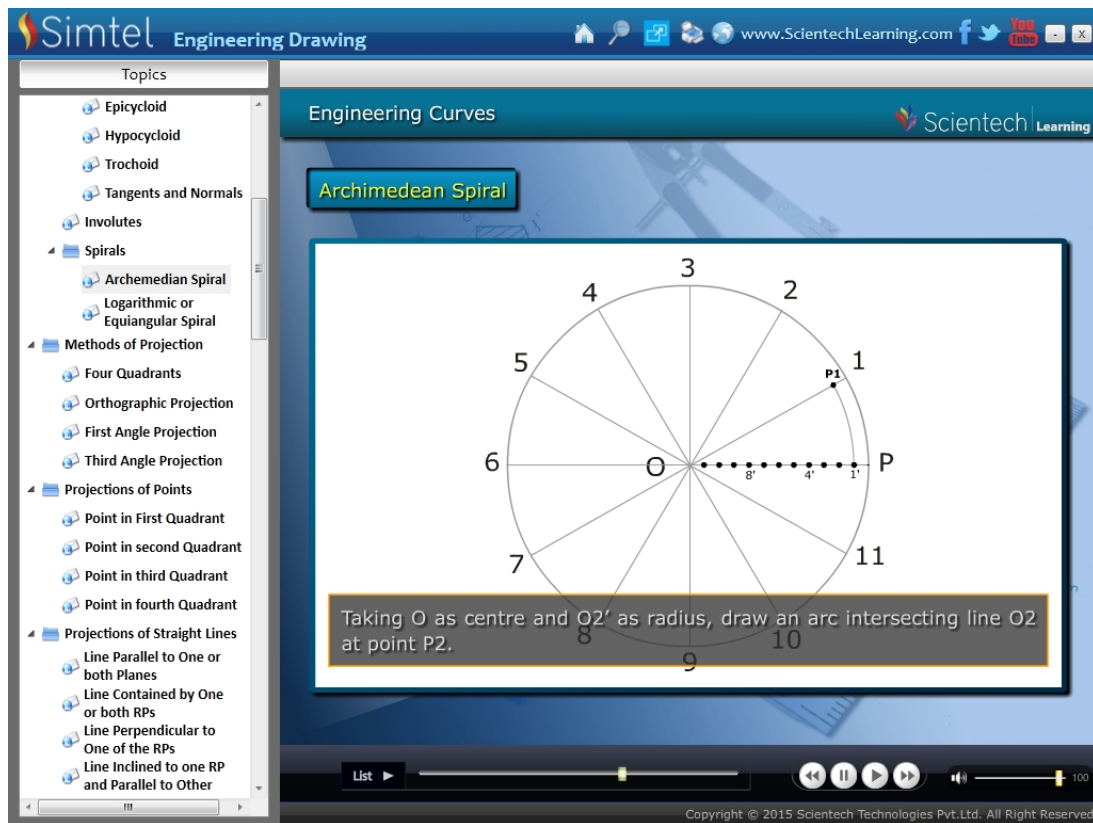 Simtel Engineering Drawing
www.ScientechLearning.com f You Tube - x
Topics
Epicycloid
Hypocycloid
Trochoid
Tangents and Normals
Involutes
Spirals
Archemedian Spiral
Logarithmic or
Equiangular Spiral
Methods of Projection
Four Quadrants
Orthographic Projection
First Angle Projection
Third Angle Projection
Projections of Points
Point in First Quadrant
Point in second Quadrant
Point in third Quadrant
Point in fourth Quadrant
Projections of Straight Lines
Line Parallel to One or
both Planes
Line Contained by One
or both RPs
Line Perpendicular to
One of the RPs
Line Inclined to one RP
and Parallel to Other
Engineering Curves
Scientech Learning
Archimedean Spiral
3
4
2
5
1
P1
6
O
P
8'
4'
1'
7
11
Taking O as centre and O2' as radius, draw an arc intersecting line O2
at point P2.
8
10
9
List
100
Copyright © 2015 Scientech Technologies Pvt.Ltd. All Right Reserved